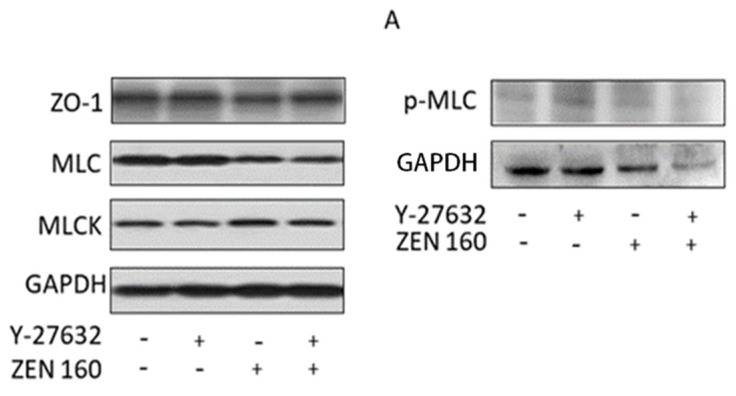 A
ZO-1
MLC
MLCK
GAPDH
Y-27632 - + - +
ZEN 160 - - + +
p-MLC
GAPDH
Y-27632 - + - +
ZEN 160 - - + +